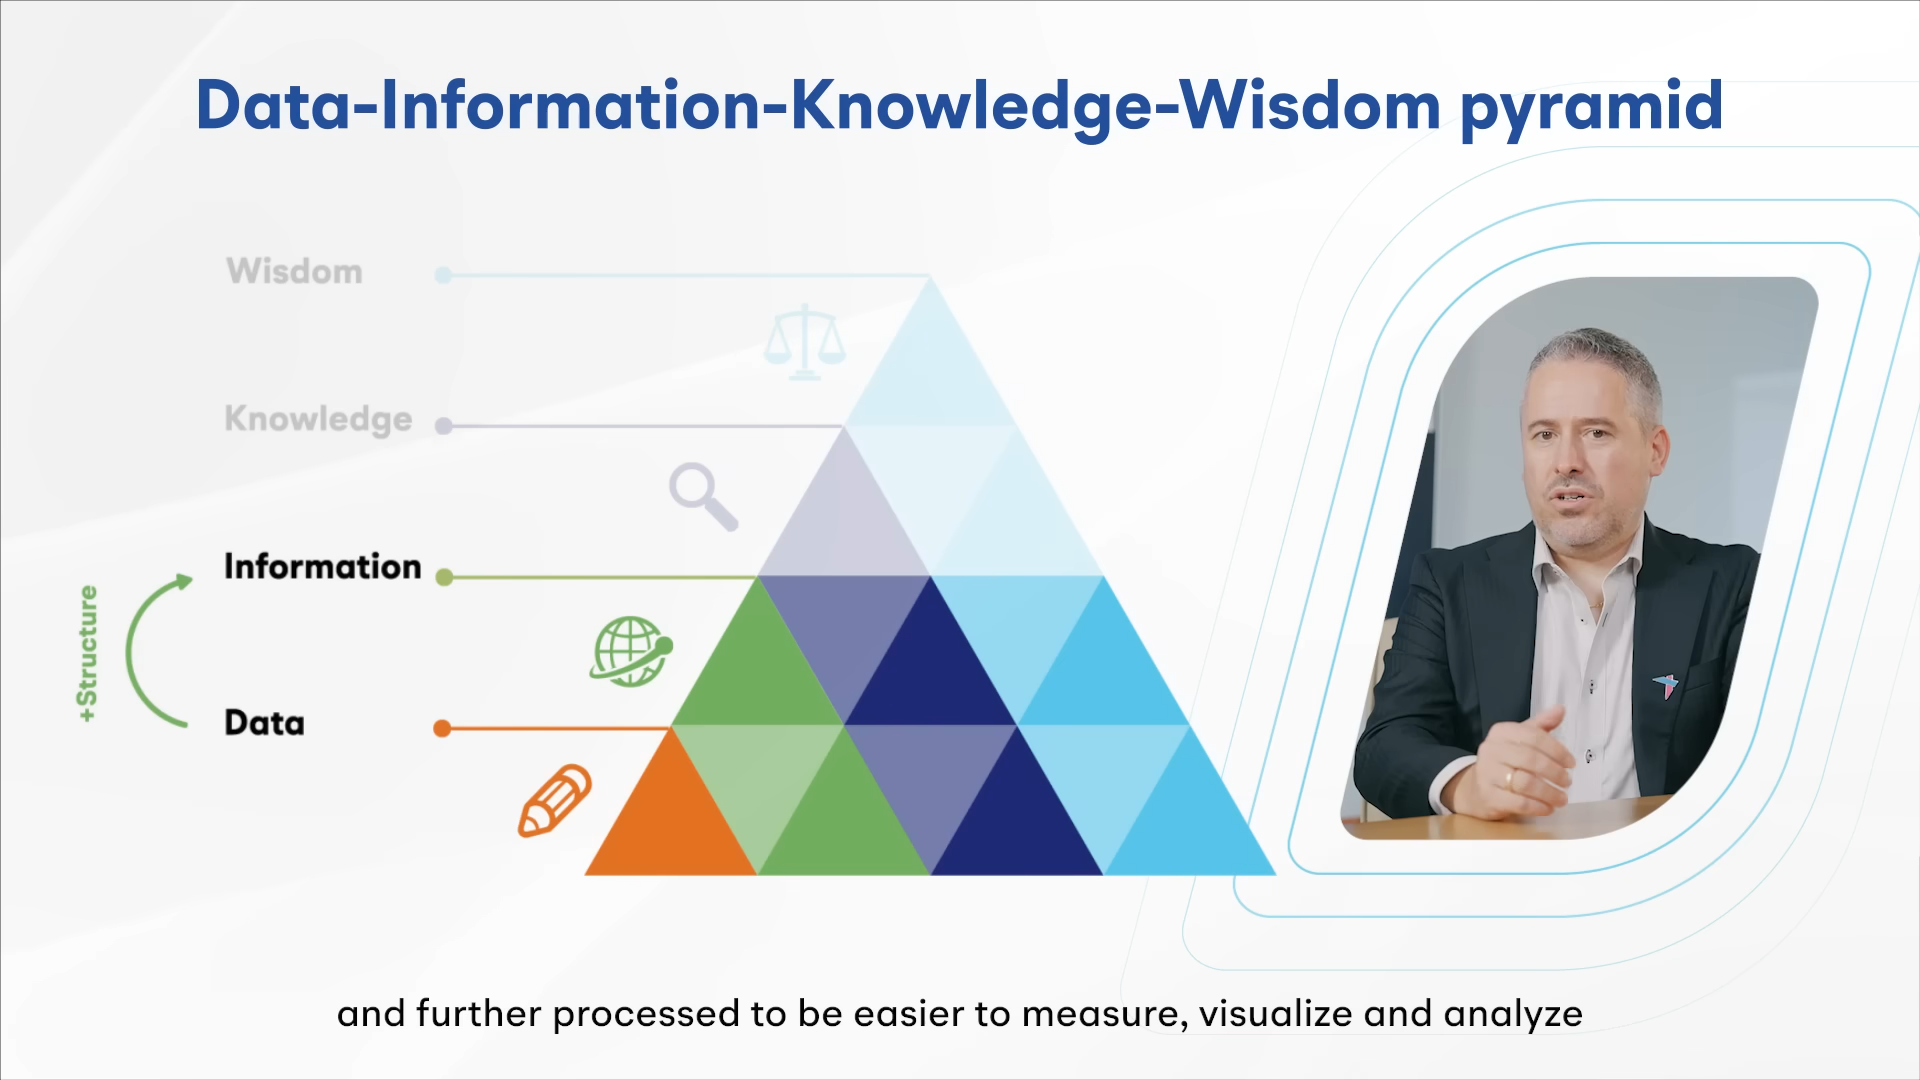 Data-Information-Knowledge-Wisdom pyramid
Wisdom
Knowledge
Information
+Structure
Data
and further processed to be easier to measure, visualize and analyze